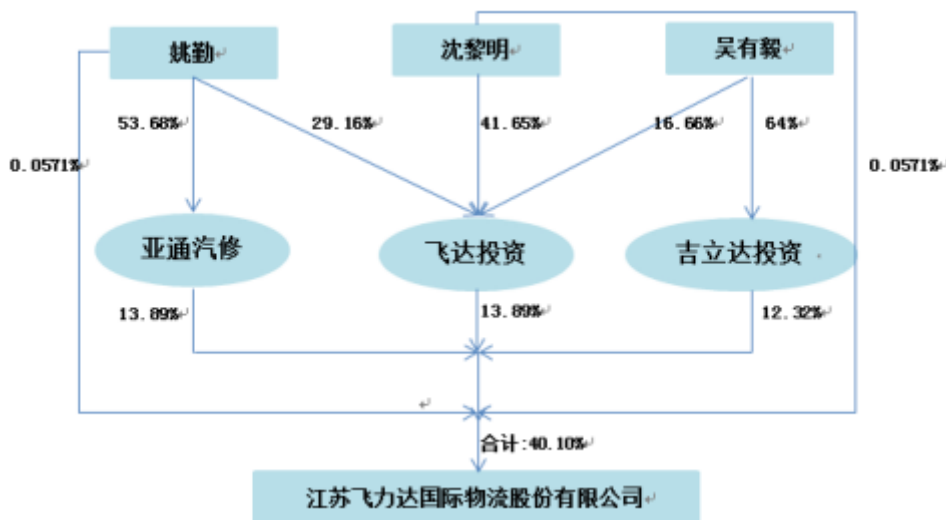 姚勤
沈黎明
吴有毅
53.68%
29.16%
41.65%
16.66%
64%
0.0571%
0.0571%
亚通汽修
飞达投资
吉立达投资
13.89%
13.89%
12.32%
合计:40.10%
江苏飞力达国际物流股份有限公司